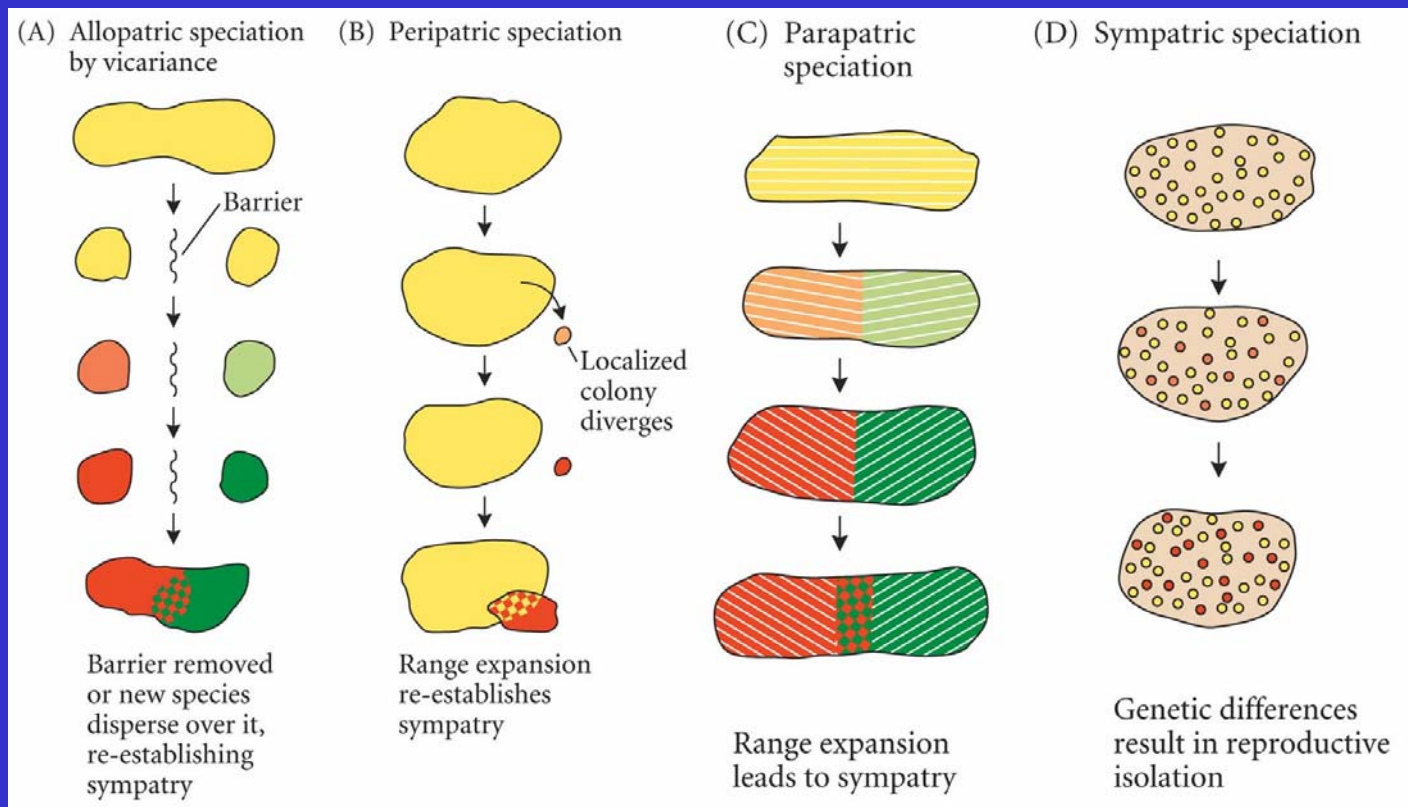 (A) Allopatric speciation
by vicariance
Barrier
Barrier removed
or new species
disperse over it,
re-establishing
sympatry
(B) Peripatric speciation
Localized
colony
diverges
Range expansion
re-establishes
sympatry
(C) Parapatric
speciation
Range expansion
leads to sympatry
(D) Sympatric speciation
Genetic differences
result in reproductive
isolation